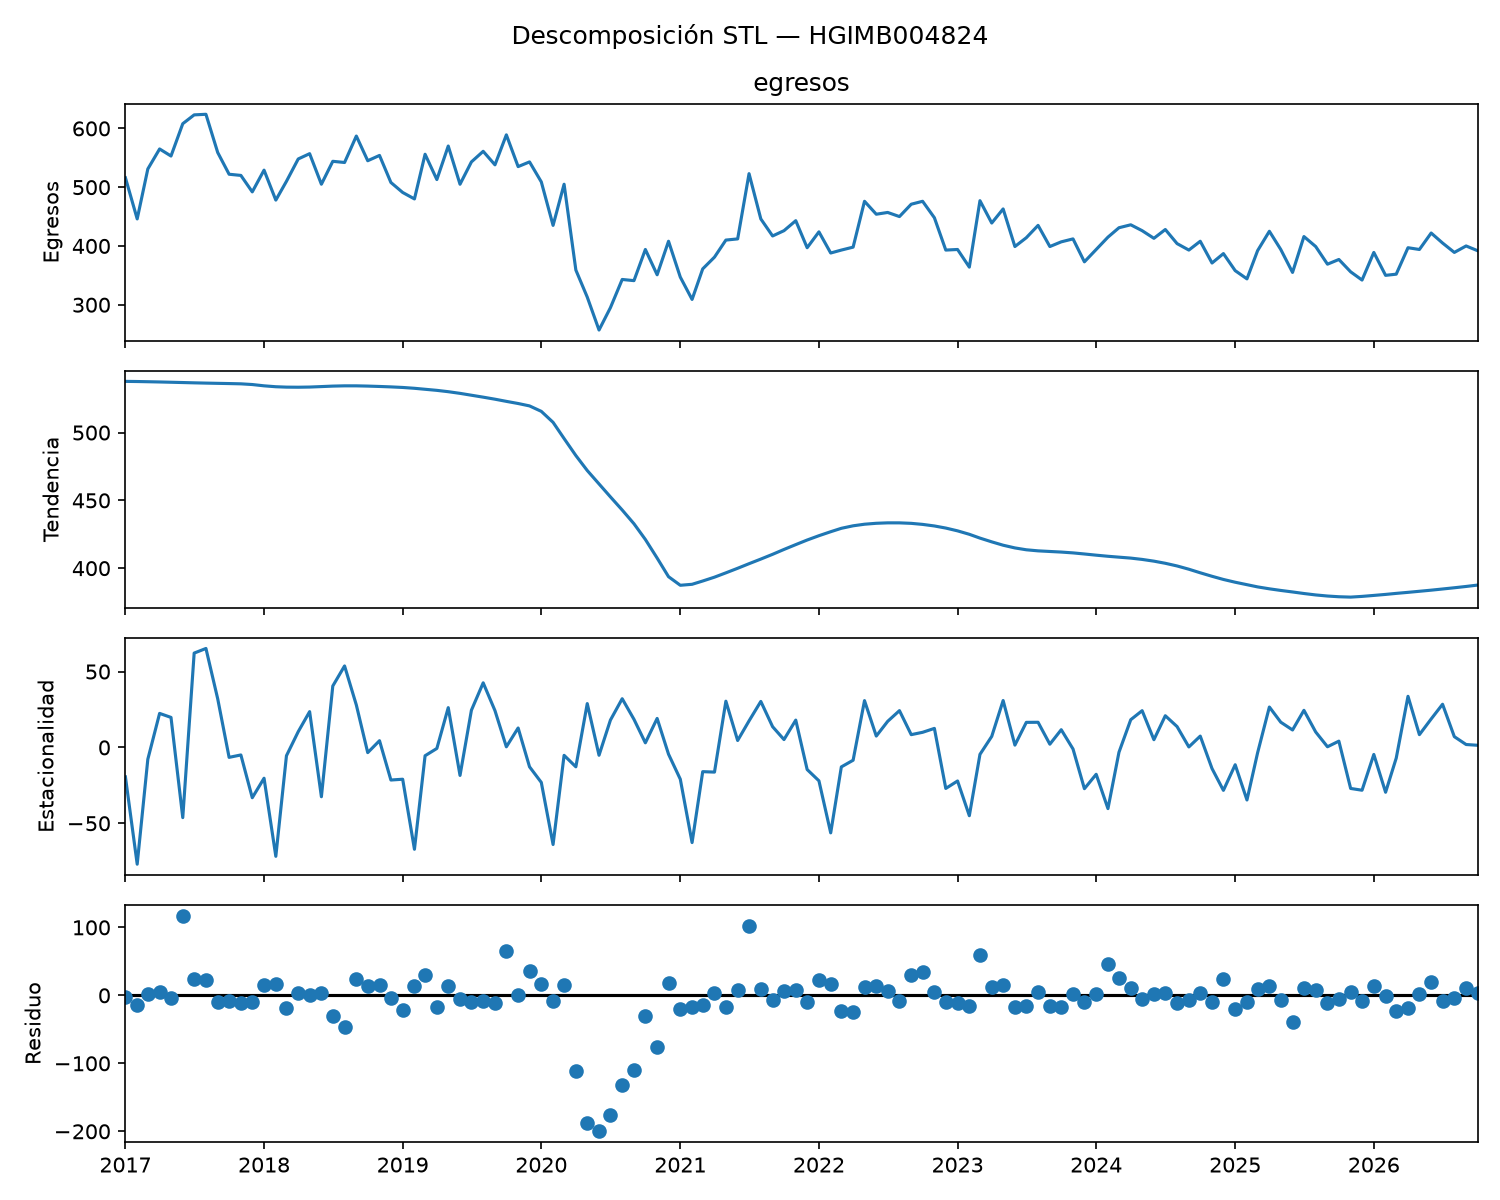 Descomposición STL — HGIMB004824
egresos
Egresos
600
500
400
300
Tendencia
500
450
400
Estacionalidad
50
0
−50
Residuo
100
0
−100
−200
2017 2018 2019 2020 2021 2022 2023 2024 2025 2026